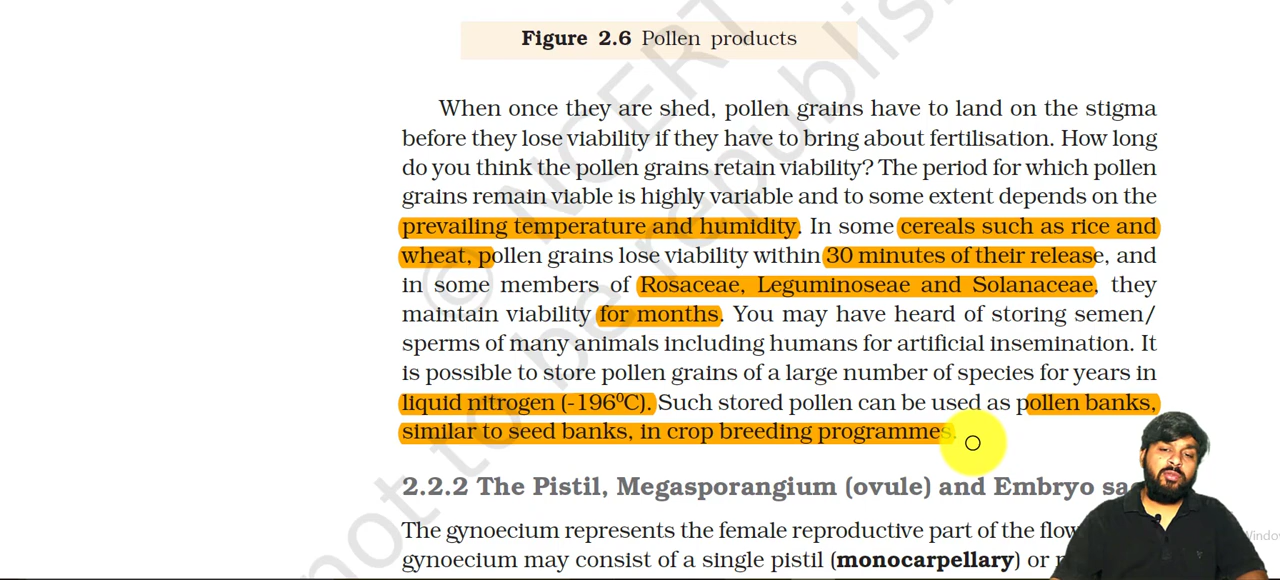 Figure 2.6 Pollen products
When once they are shed, pollen grains have to land on the stigma
before they lose viability if they have to bring about fertilisation. How long
do you think the pollen grains retain viability? The period for which pollen
grains remain viable is highly variable and to some extent depends on the
prevailing temperature and humidity. In some cereals such as rice and
wheat, pollen grains lose viability within 30 minutes of their release, and
in some members of Rosaceae, Leguminoseae and Solanaceae, they
maintain viability for months. You may have heard of storing semen/
sperms of many animals including humans for artificial insemination. It
is possible to store pollen grains of a large number of species for years in
liquid nitrogen (-196⁰C). Such stored pollen can be used as pollen banks,
similar to seed banks, in crop breeding programmes.
2.2.2 The Pistil, Megasporangium (ovule) and Embryo
The gynoecium represents the female reproductive part of the
gynoecium may consist of a single pistil (monocarpellary) or
© NCERT
not to be republis